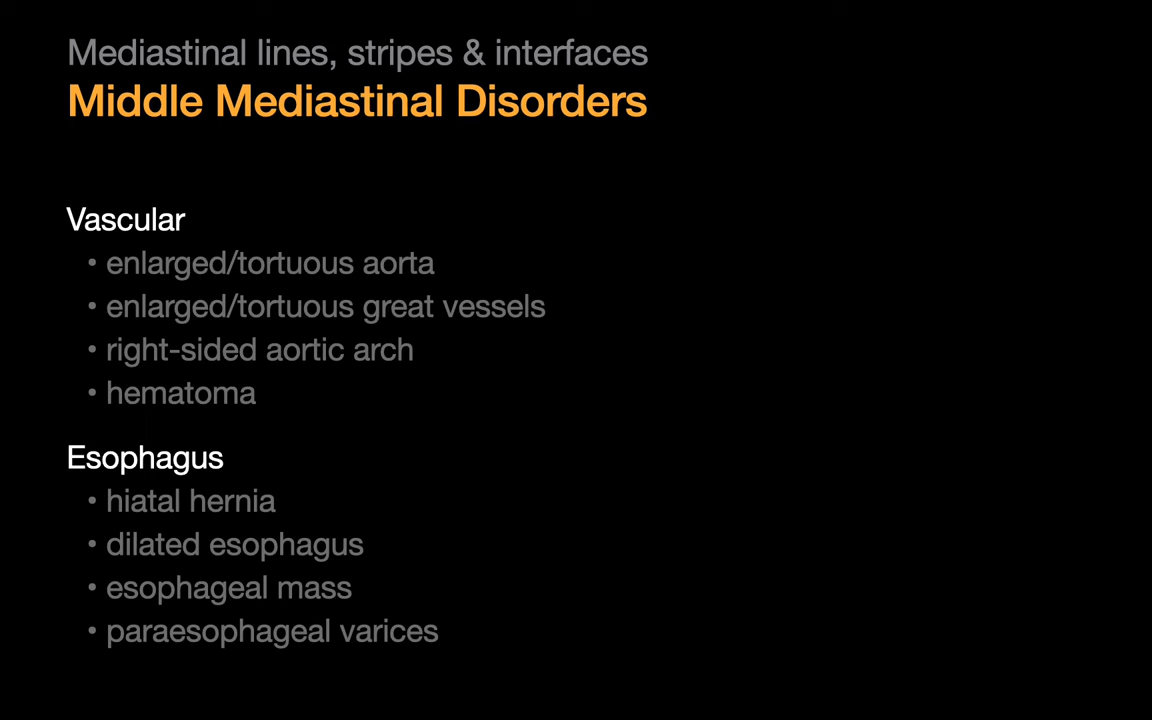 Mediastinal lines, stripes & interfaces
Middle Mediastinal Disorders
Vascular
• enlarged/tortuous aorta
• enlarged/tortuous great vessels
• right-sided aortic arch
• hematoma
Esophagus
• hiatal hernia
• dilated esophagus
• esophageal mass
• paraesophageal varices